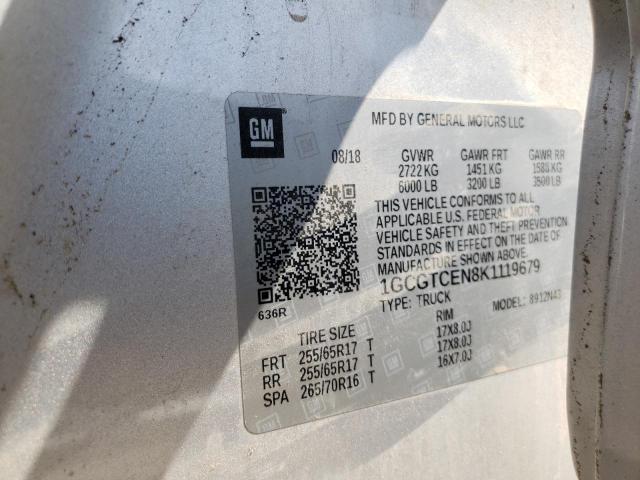 GM
MFD BY GENERAL MOTORS LLC
08/18 GVWR GAWR FRT GAWR RR
2722 KG 1451 KG 1588 KG
6000 LB 3200 LB 3500 LB
THIS VEHICLE CONFORMS TO ALL
APPLICABLE U.S. FEDERAL MOTOR
VEHICLE SAFETY AND THEFT PREVENTION
STANDARDS IN EFFECT ON THE DATE OF
MANUFACTURE SHOWN ABOVE.
1GCGTCEN8K1119679
TYPE: TRUCK MODEL: 8912N43
636R
TIRE SIZE RIM
FRT 255/65R17 T 17X8.0J
RR 255/65R17 T 17X8.0J
SPA 265/70R16 T 16X7.0J